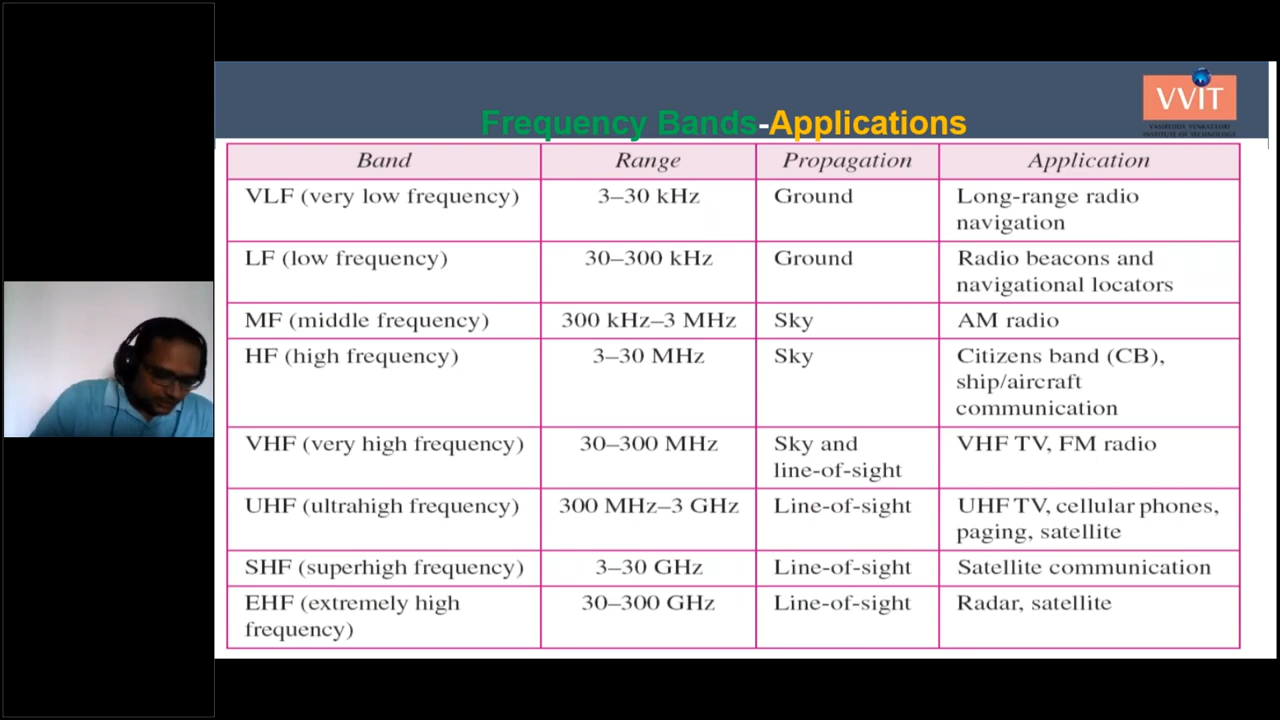 Frequency Bands-Applications
VVIT
VASIREDDY VENKATADRI
INSTITUTE OF TECHNOLOGY
Band Range Propagation Application
VLF (very low frequency) 3–30 kHz Ground Long-range radio
navigation
LF (low frequency) 30–300 kHz Ground Radio beacons and
navigational locators
MF (middle frequency) 300 kHz–3 MHz Sky AM radio
HF (high frequency) 3–30 MHz Sky Citizens band (CB),
ship/aircraft
communication
VHF (very high frequency) 30–300 MHz Sky and VHF TV, FM radio
line-of-sight
UHF (ultrahigh frequency) 300 MHz–3 GHz Line-of-sight UHF TV, cellular phones,
paging, satellite
SHF (superhigh frequency) 3–30 GHz Line-of-sight Satellite communication
EHF (extremely high 30–300 GHz Line-of-sight Radar, satellite
frequency)